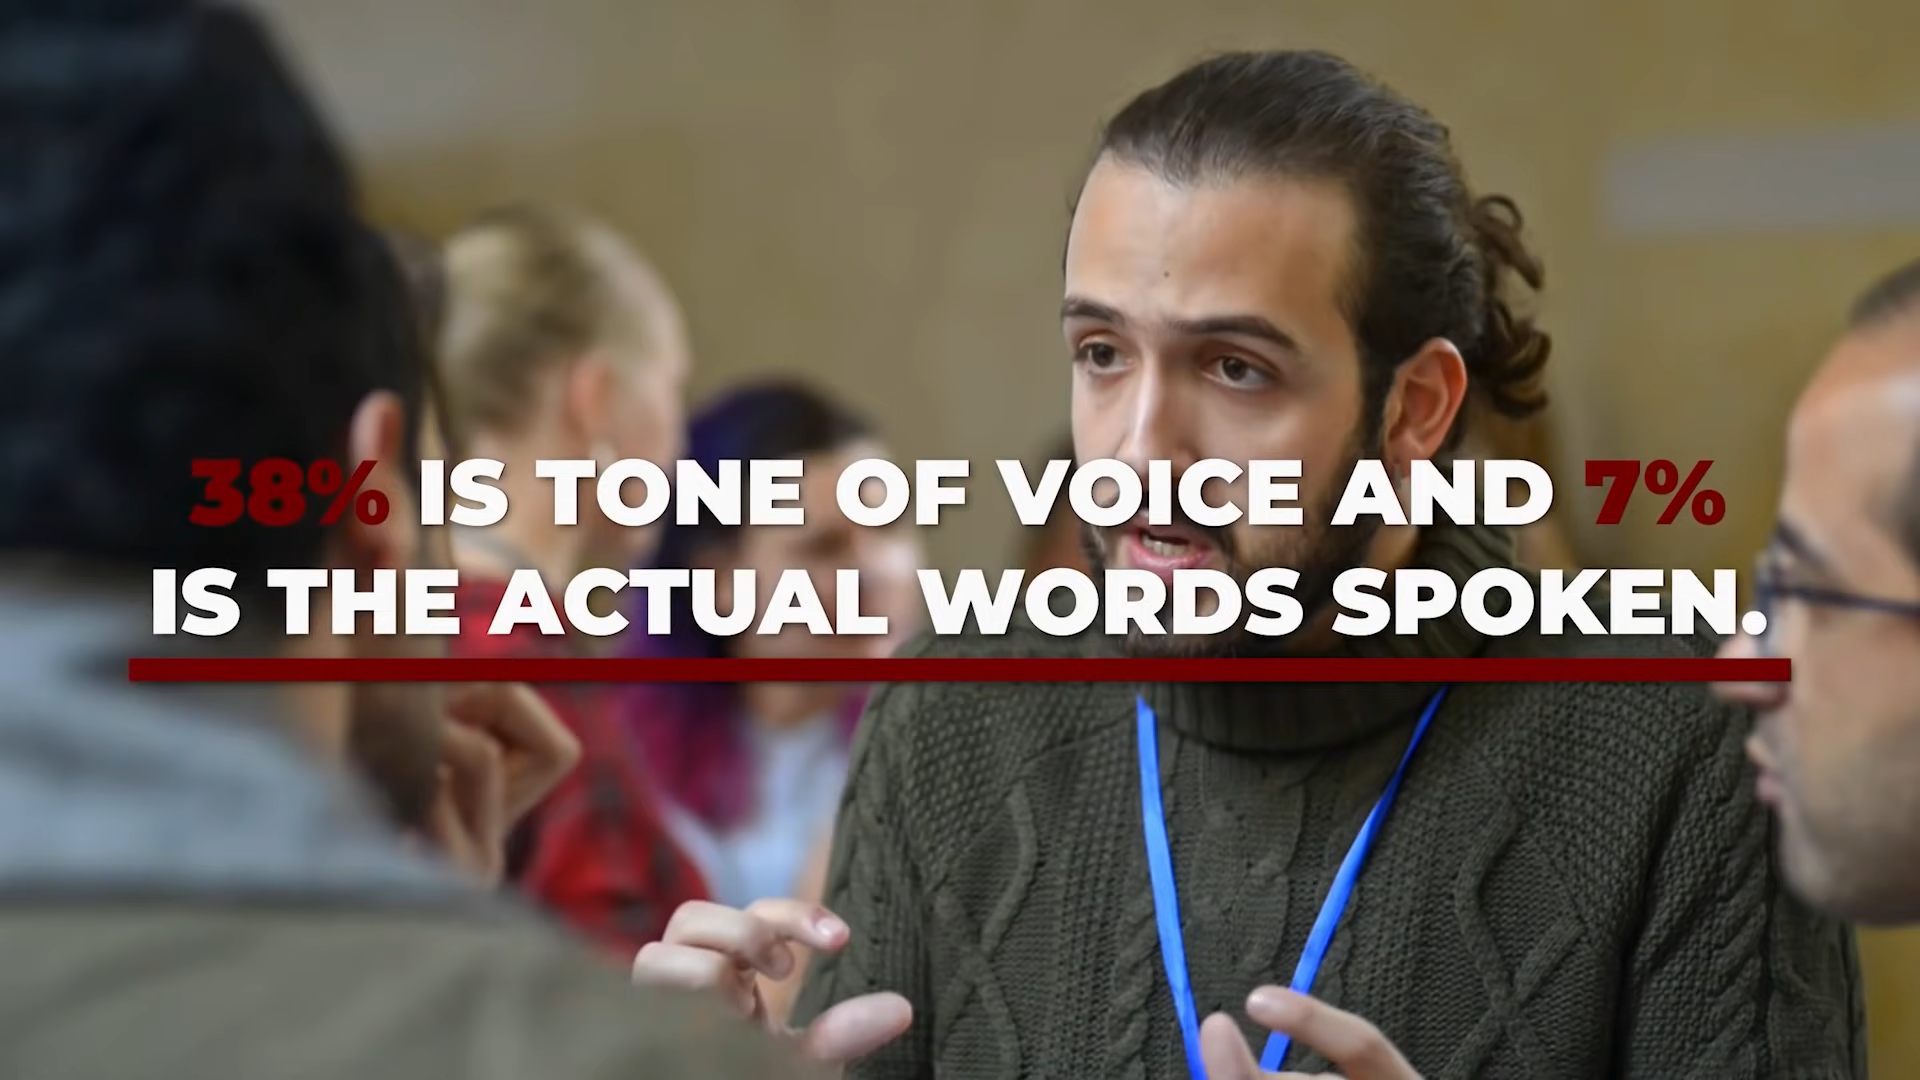 38% IS TONE OF VOICE AND 7%
IS THE ACTUAL WORDS SPOKEN.